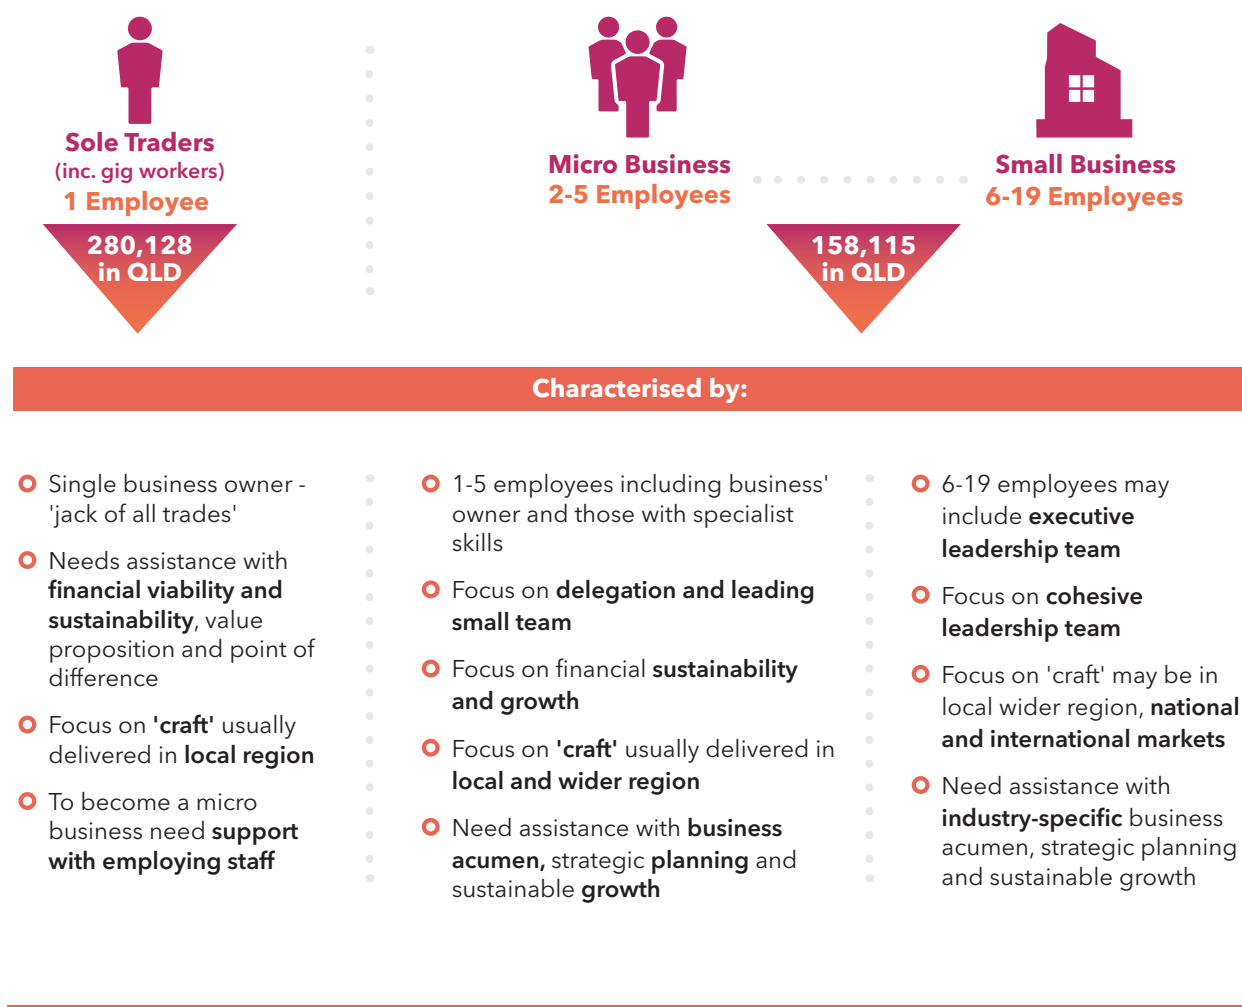 Sole Traders
(inc. gig workers)
1 Employee
280,128
in QLD
Micro Business
2-5 Employees
Small Business
6-19 Employees
158,115
in QLD
Characterised by:
Single business owner -
'jack of all trades'
Needs assistance with
financial viability and
sustainability, value
proposition and point of
difference
Focus on 'craft' usually
delivered in local region
To become a micro
business need support
with employing staff
1-5 employees including business'
owner and those with specialist
skills
Focus on delegation and leading
small team
Focus on financial sustainability
and growth
Focus on 'craft' usually delivered in
local and wider region
Need assistance with business
acumen, strategic planning and
sustainable growth
6-19 employees may
include executive
leadership team
Focus on cohesive
leadership team
Focus on 'craft' may be in
local wider region, national
and international markets
Need assistance with
industry-specific business
acumen, strategic planning
and sustainable growth